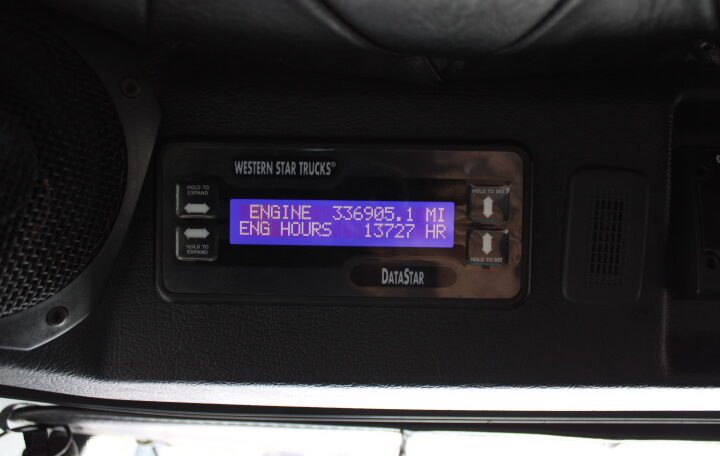 WESTERN STAR TRUCKS®
HOLD TO EXPAND
HOLD TO SET
ENGINE 336905.1 MI
ENG HOURS 13727 HR
HOLD TO EXPAND
HOLD TO SET
DATASTAR